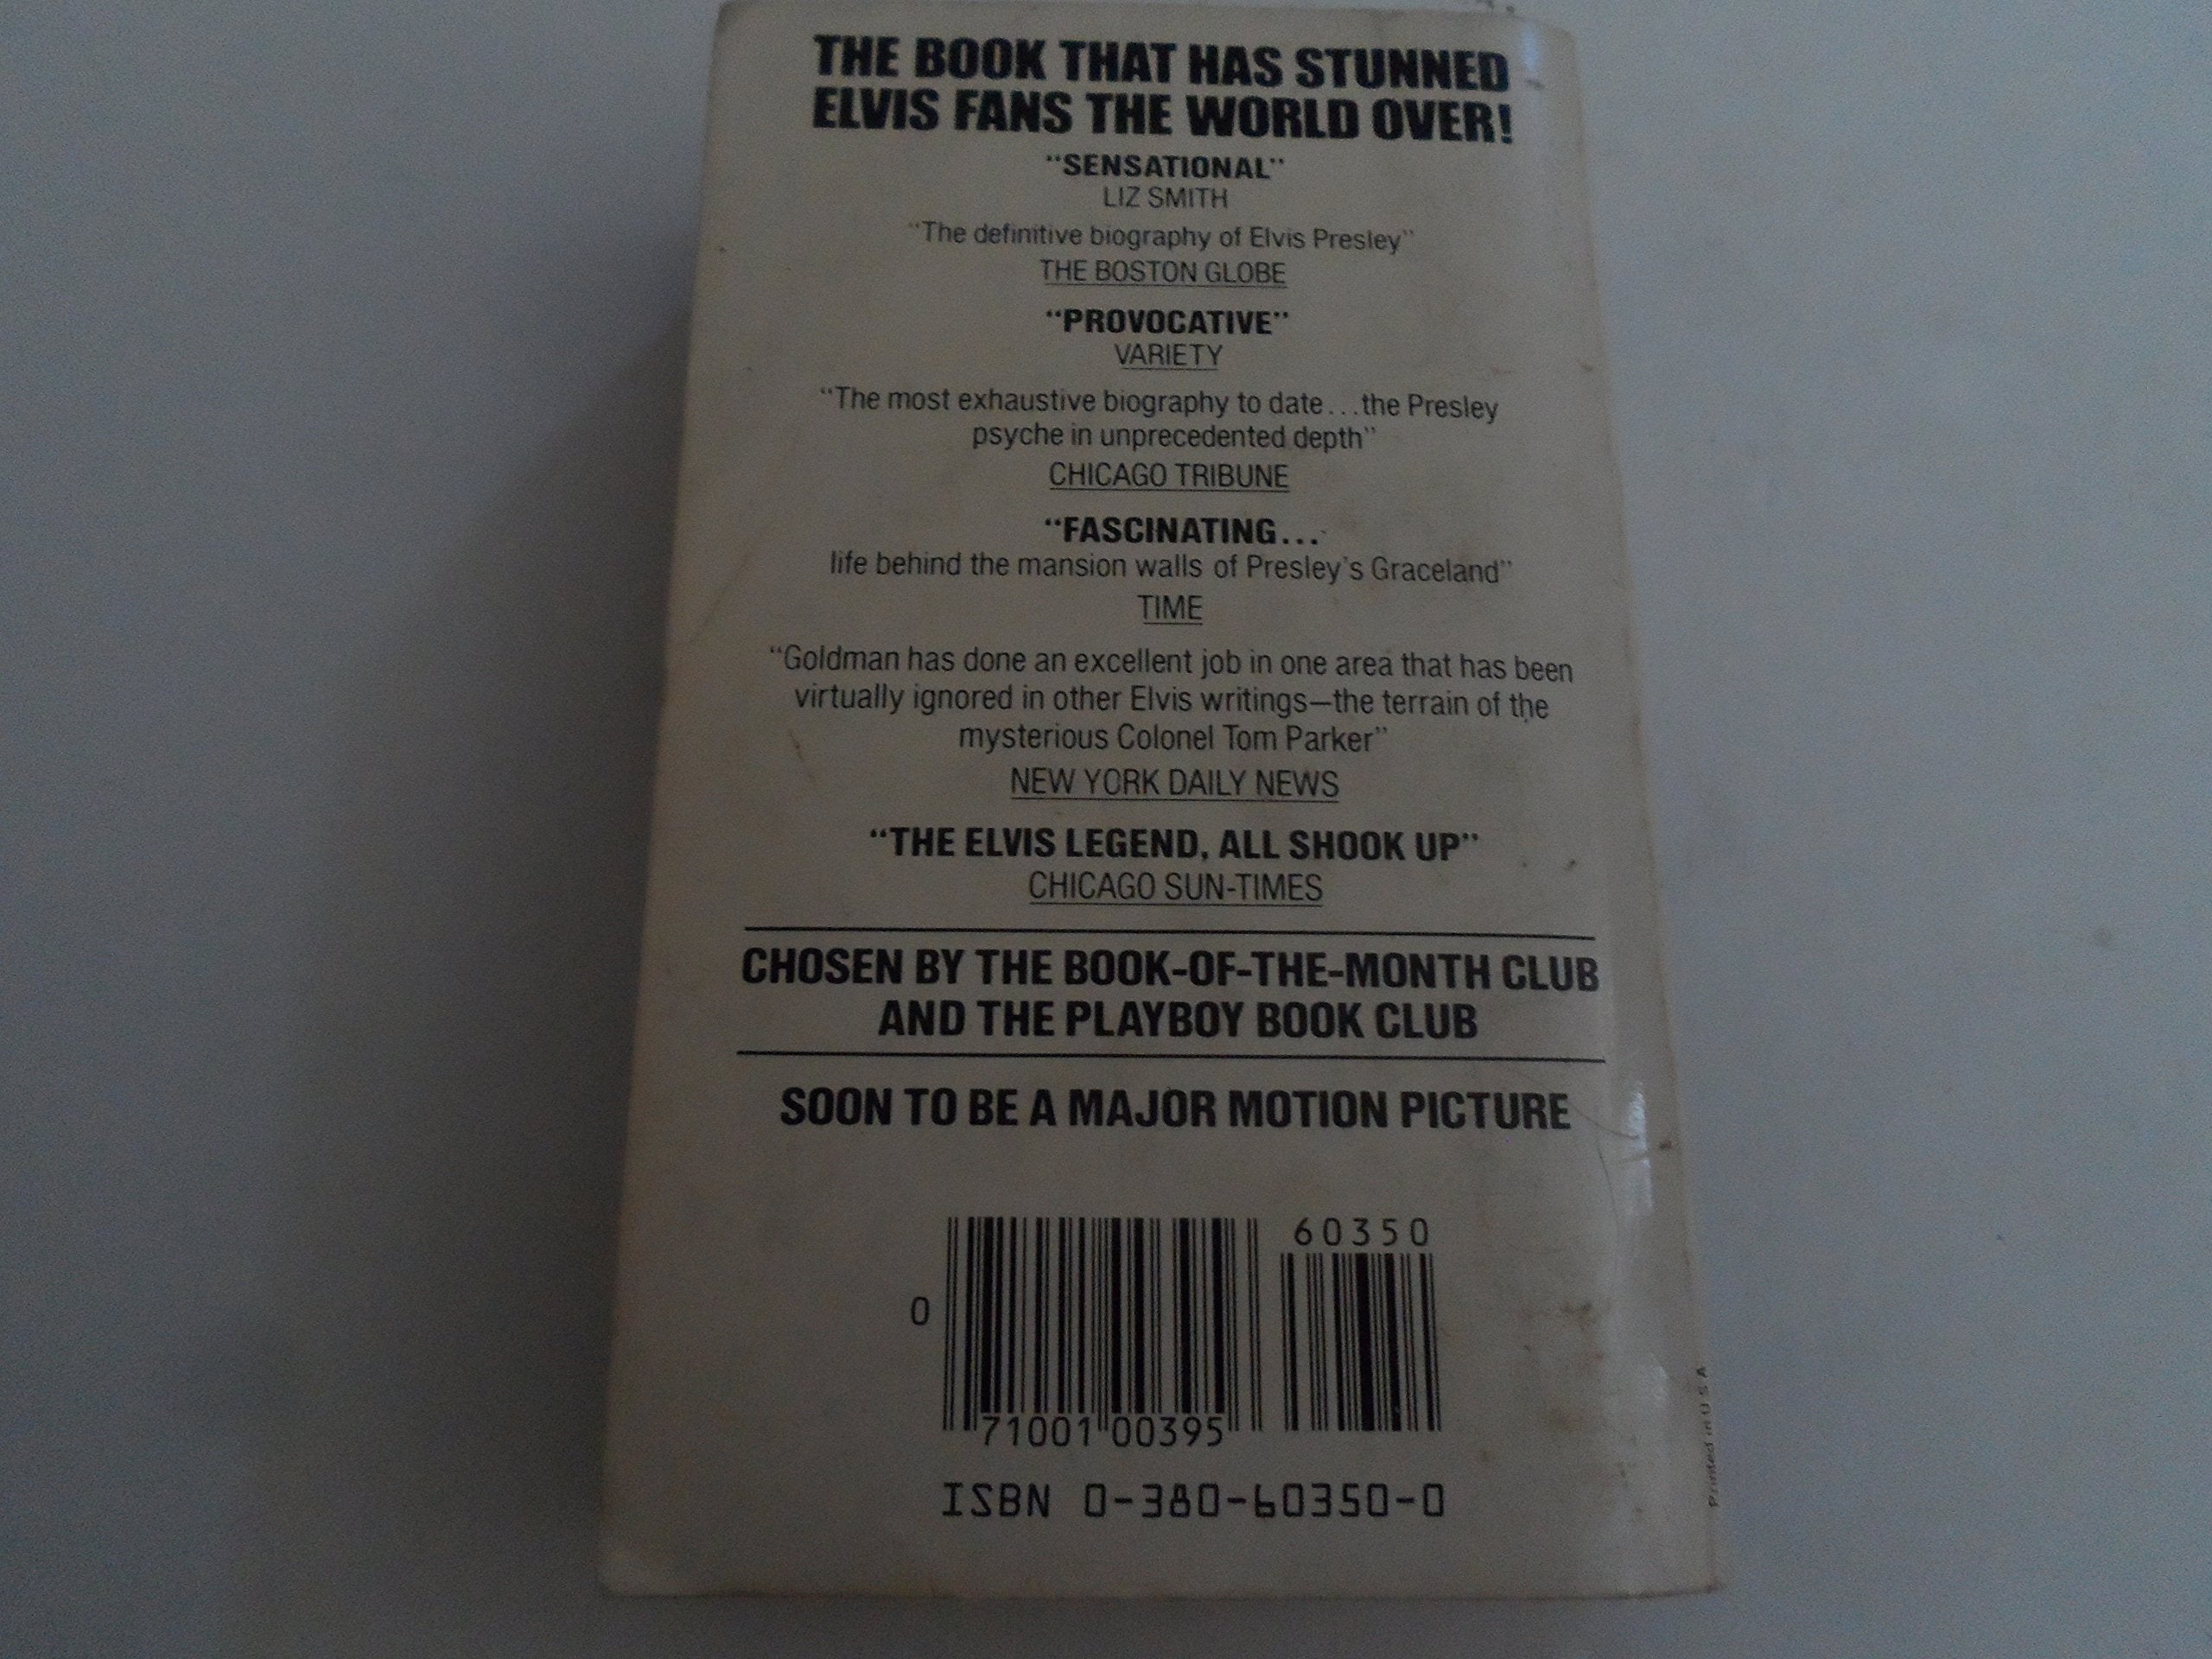 THE BOOK THAT HAS STUNNED
ELVIS FANS THE WORLD OVER!
"SENSATIONAL"
LIZ SMITH
"The definitive biography of Elvis Presley"
THE BOSTON GLOBE
"PROVOCATIVE"
VARIETY
"The most exhaustive biography to date...the Presley
psyche in unprecedented depth"
CHICAGO TRIBUNE
"FASCINATING...
life behind the mansion walls of Presley's Graceland"
TIME
"Goldman has done an excellent job in one area that has been
virtually ignored in other Elvis writings—the terrain of the
mysterious Colonel Tom Parker"
NEW YORK DAILY NEWS
"THE ELVIS LEGEND, ALL SHOOK UP"
CHICAGO SUN-TIMES
CHOSEN BY THE BOOK-OF-THE-MONTH CLUB
AND THE PLAYBOY BOOK CLUB
SOON TO BE A MAJOR MOTION PICTURE
60350
0
71001 00395
ISBN 0-380-60350-0
Printed in U S A